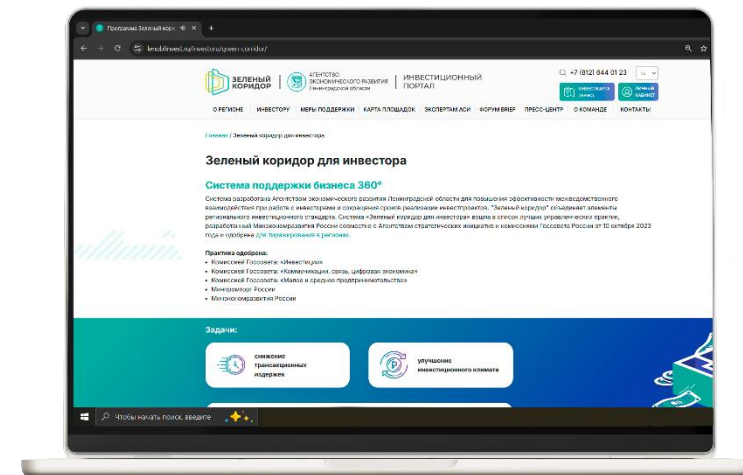 Программа Зеленый кори
lenoblinvest.ru/investoru/green-corridor/
ЗЕЛЕНЫЙ
КОРИДОР
АГЕНТСТВО
ЭКОНОМИЧЕСКОГО РАЗВИТИЯ
Ленинградской области
ИНВЕСТИЦИОННЫЙ
ПОРТАЛ
+7 (812) 644 01 23
ИНВЕСТКАРТА
ЛИЧНЫЙ
КАБИНЕТ
О РЕГИОНЕ ИНВЕСТОРУ МЕРЫ ПОДДЕРЖКИ КАРТА ПЛОЩАДОК ЭКСПЕРТАМ АСИ ФОРУМ BRIEF ПРЕСС-ЦЕНТР О КОМАНДЕ КОНТАКТЫ
Главная / Зеленый коридор для инвестора
Зеленый коридор для инвестора
Система поддержки бизнеса 360°
Система разработана Агентством экономического развития Ленинградской области для повышения эффективности межведомственного
взаимодействия при работе с инвесторами и сокращения сроков реализации инвестпроектов. "Зеленый коридор" объединяет элементы
регионального инвестиционного стандарта. Система «Зеленый коридор для инвестора» вошла в список лучших управленческих практик,
разработанный Минэкономразвития России совместно с Агентством стратегических инициатив и комиссиями Госсовета России от 10 октября 2023
года и одобрена для тиражирования в регионах.
Практика одобрена:
• Комиссией Госсовета: «Инвестиции»
• Комиссией Госсовета: «Коммуникации, связь, цифровая экономика»
• Комиссией Госсовета: «Малое и среднее предпринимательство»
• Минпромторг России
• Минэкономразвития России
Задачи:
снижение
транзакционных
издержек
улучшение
инвестиционного климата
Чтобы начать поиск, введите